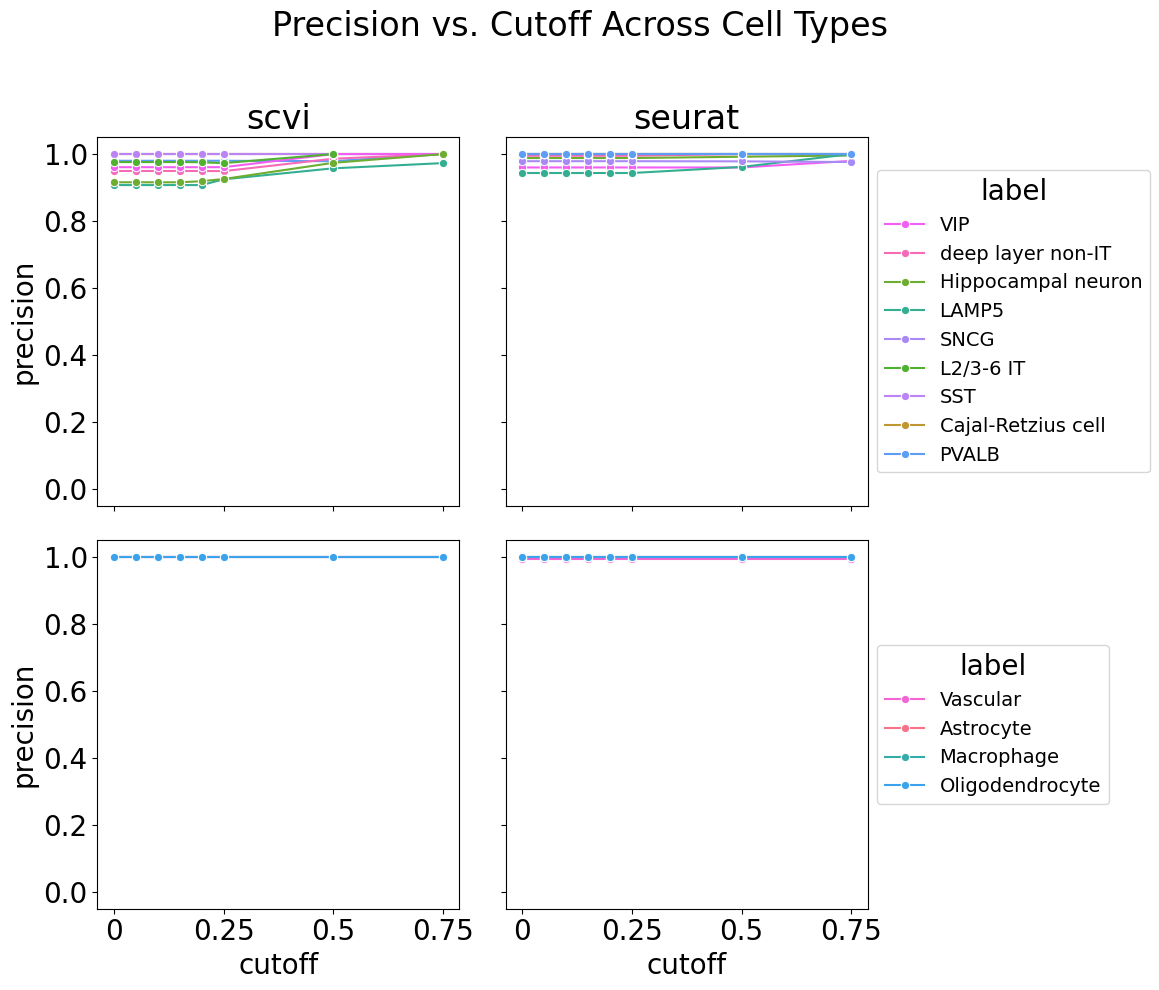 Precision vs. Cutoff Across Cell Types
scvi
seurat
precision
1.0
0.8
0.6
0.4
0.2
0.0
label
VIP
deep layer non-IT
Hippocampal neuron
LAMP5
SNCG
L2/3-6 IT
SST
Cajal-Retzius cell
PVALB
precision
1.0
0.8
0.6
0.4
0.2
0.0
0 0.25 0.5 0.75
cutoff
0 0.25 0.5 0.75
cutoff
label
Vascular
Astrocyte
Macrophage
Oligodendrocyte